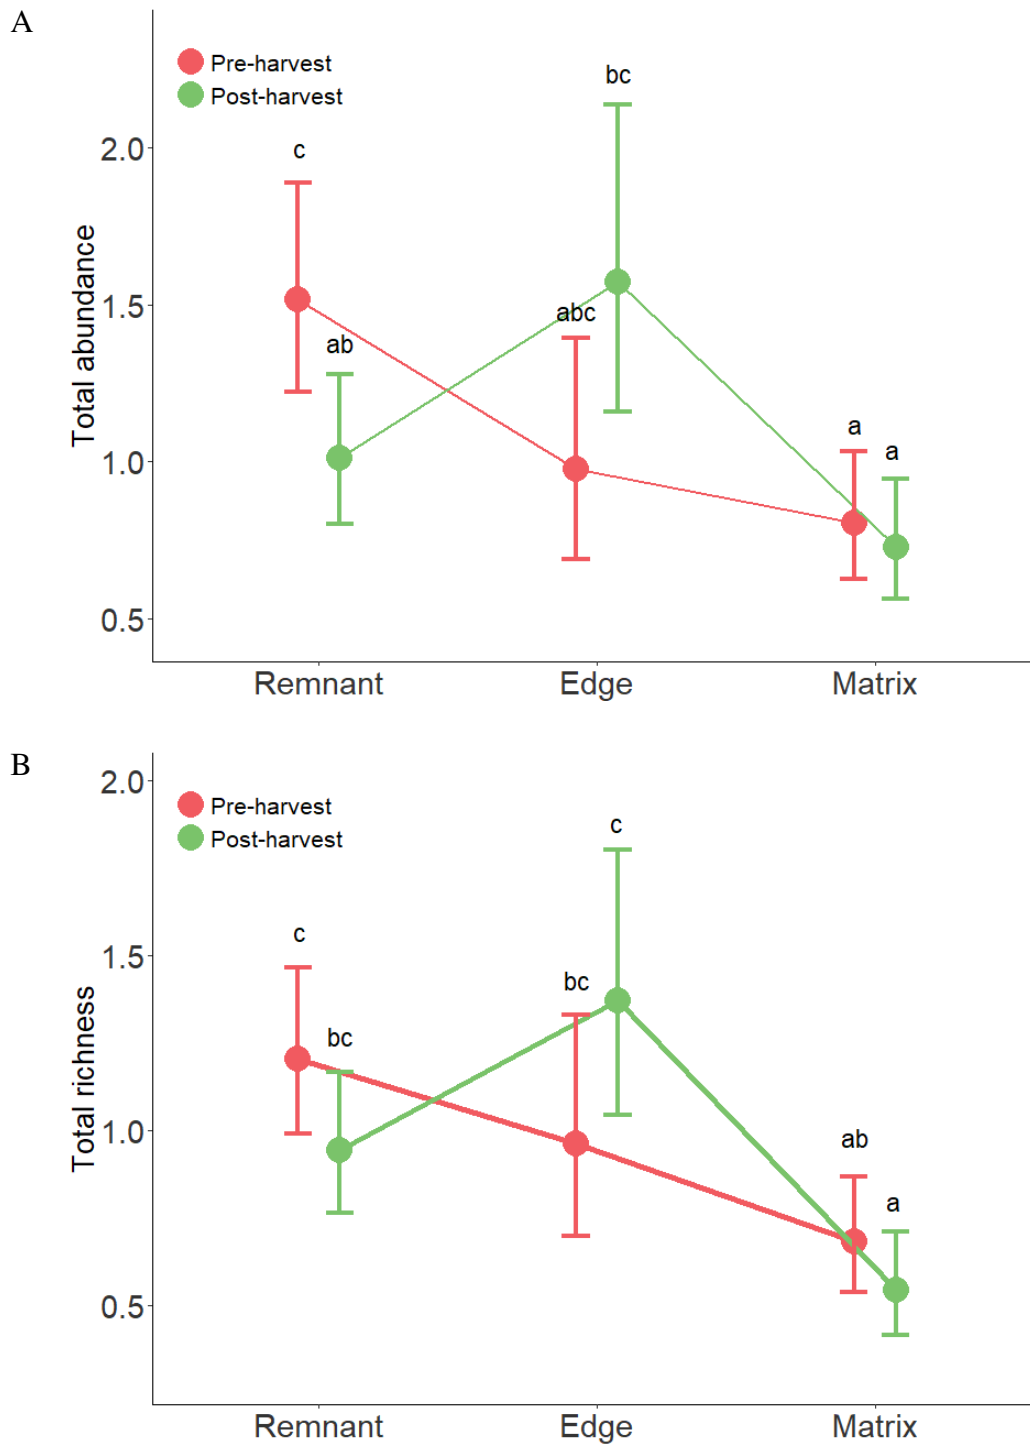 A
Pre-harvest
Post-harvest
bc
2.0
c
1.5
abc
ab
Total abundance
1.0
a
a
0.5
Remnant Edge Matrix
B
2.0
Pre-harvest
Post-harvest
c
1.5
c
bc
bc
Total richness
1.0
ab
a
0.5
Remnant Edge Matrix